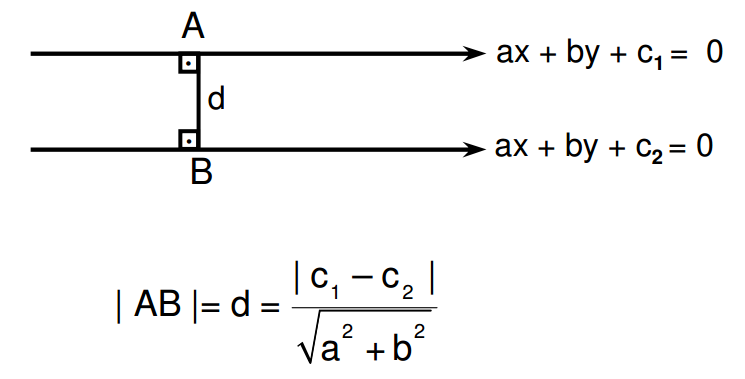 A
ax + by + c₁ = 0
d
ax + by + c₂ = 0
B
| AB |= d = | c₁ − c₂ | / √a² + b²